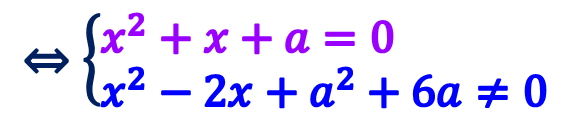 ⇔ { x² + x + a = 0
x² − 2x + a² + 6a ≠ 0